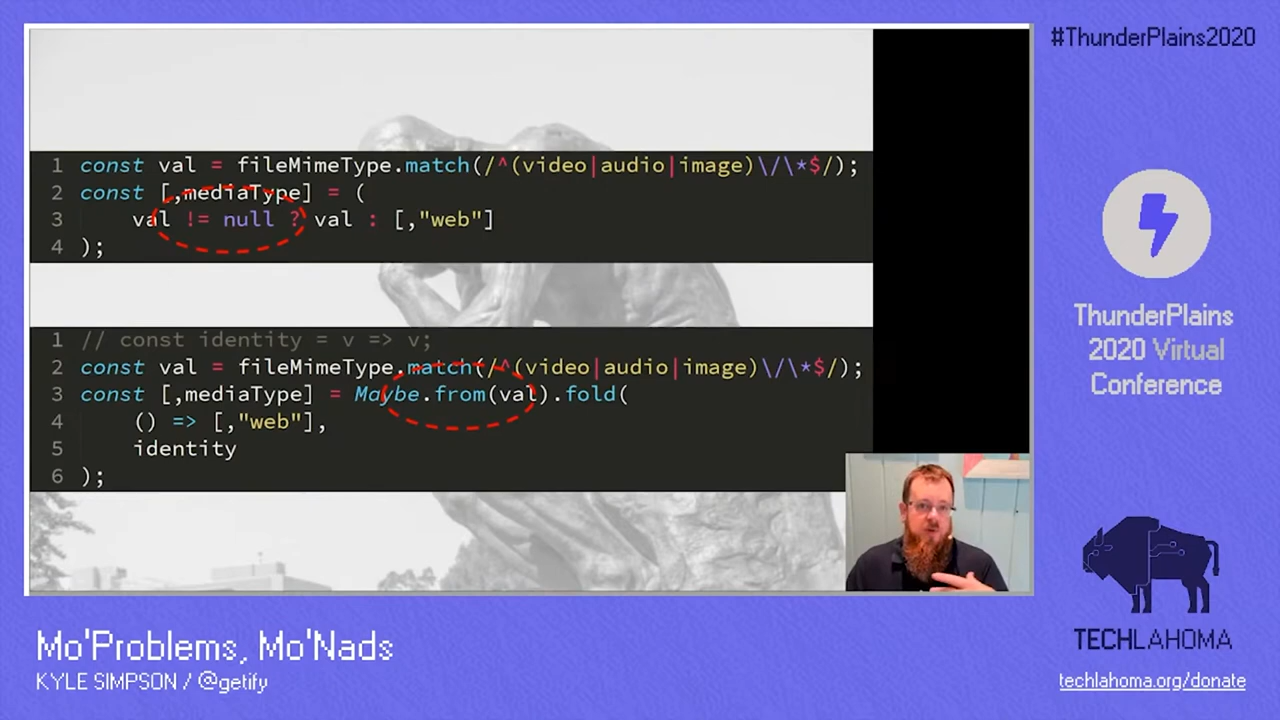 #ThunderPlains2020
1 const val = fileMimeType.match(/^(video|audio|image)\/\*$/);
2 const [,mediaType] = (
3 val != null ? val : [,"web"]
4 );
1 // const identity = v => v;
2 const val = fileMimeType.match(/^(video|audio|image)\/\*$/);
3 const [,mediaType] = Maybe.from(val).fold(
4 () => [,"web"],
5 identity
6 );
ThunderPlains
2020 Virtual
Conference
TECHLAHOMA
techlahoma.org/donate
Mo'Problems, Mo'Nads
KYLE SIMPSON / @getify